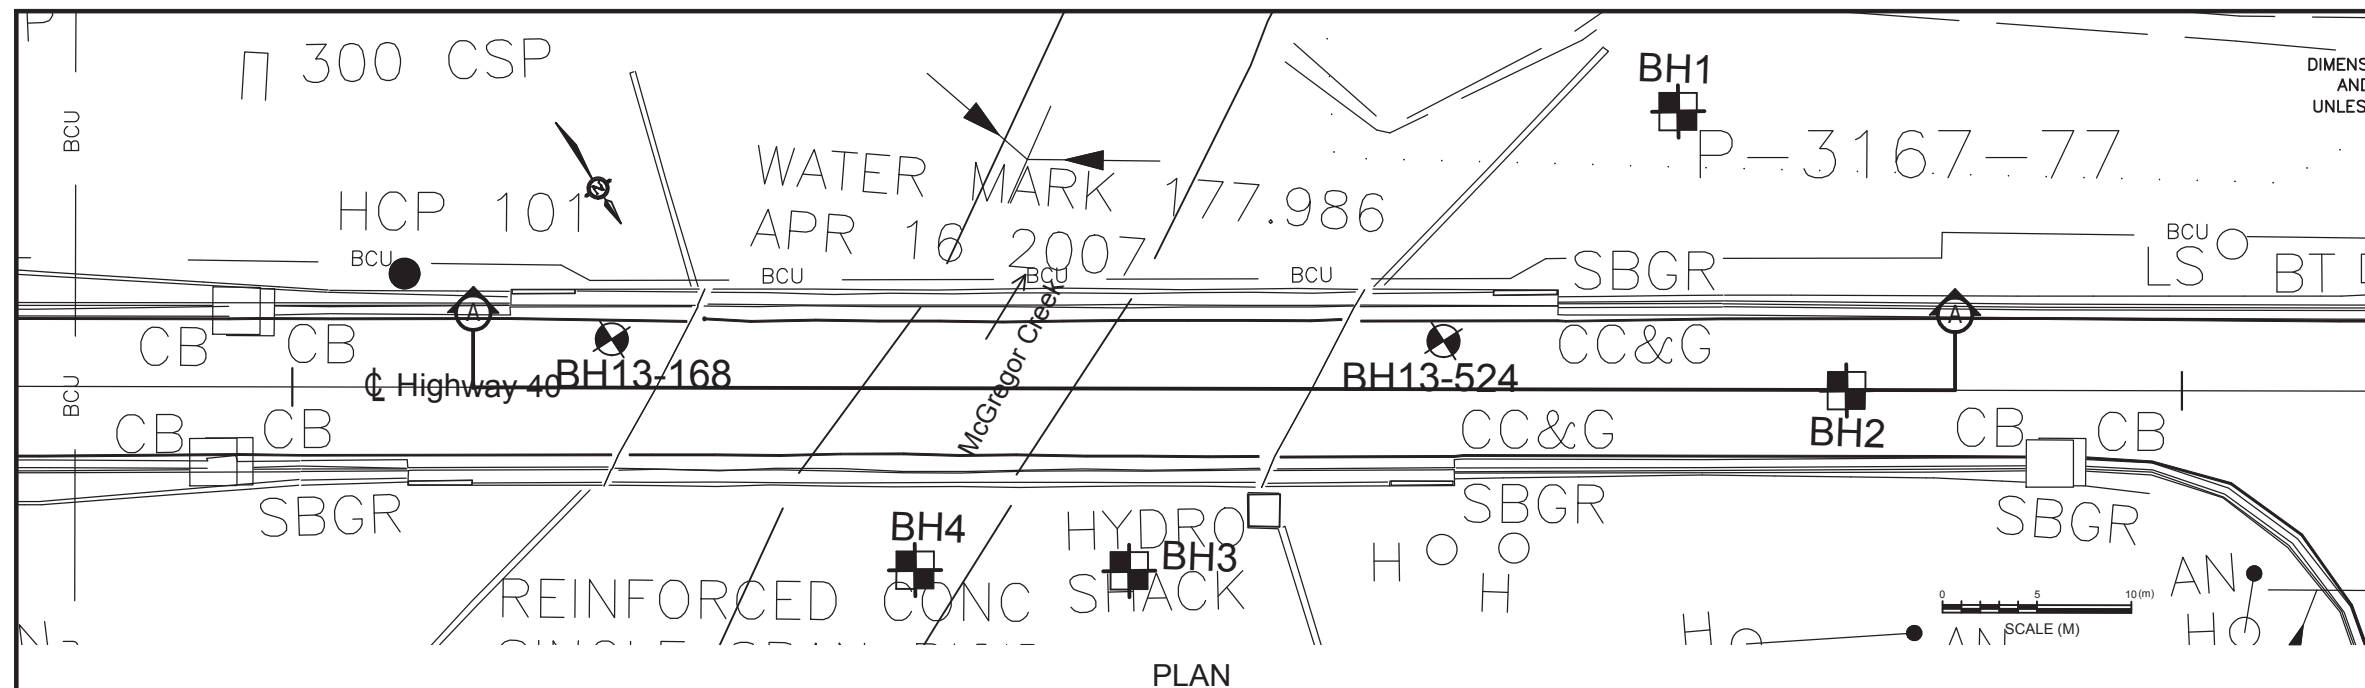 300 CSP
BH1
DIMENS
AND
UNLES
BCU
P-3167-77
WATER MARK 177.986
APR 16 2007
N
HCP 101
BCU
BCU
BCU
BCU
BCU
SBGR
LS
BT
A
A
CB
CB
CC&G
BH13-168
BH13-524
McGregor Creek
℄ Highway 40
BCU
CB
CB
CC&G
BH2
CB
CB
SBGR
SBGR
SBGR
BH4
HYDRO
SHACK
BH3
H
H
REINFORCED CONC
AN
0 5 10(m)
SCALE (M)
H
AN
H
PLAN